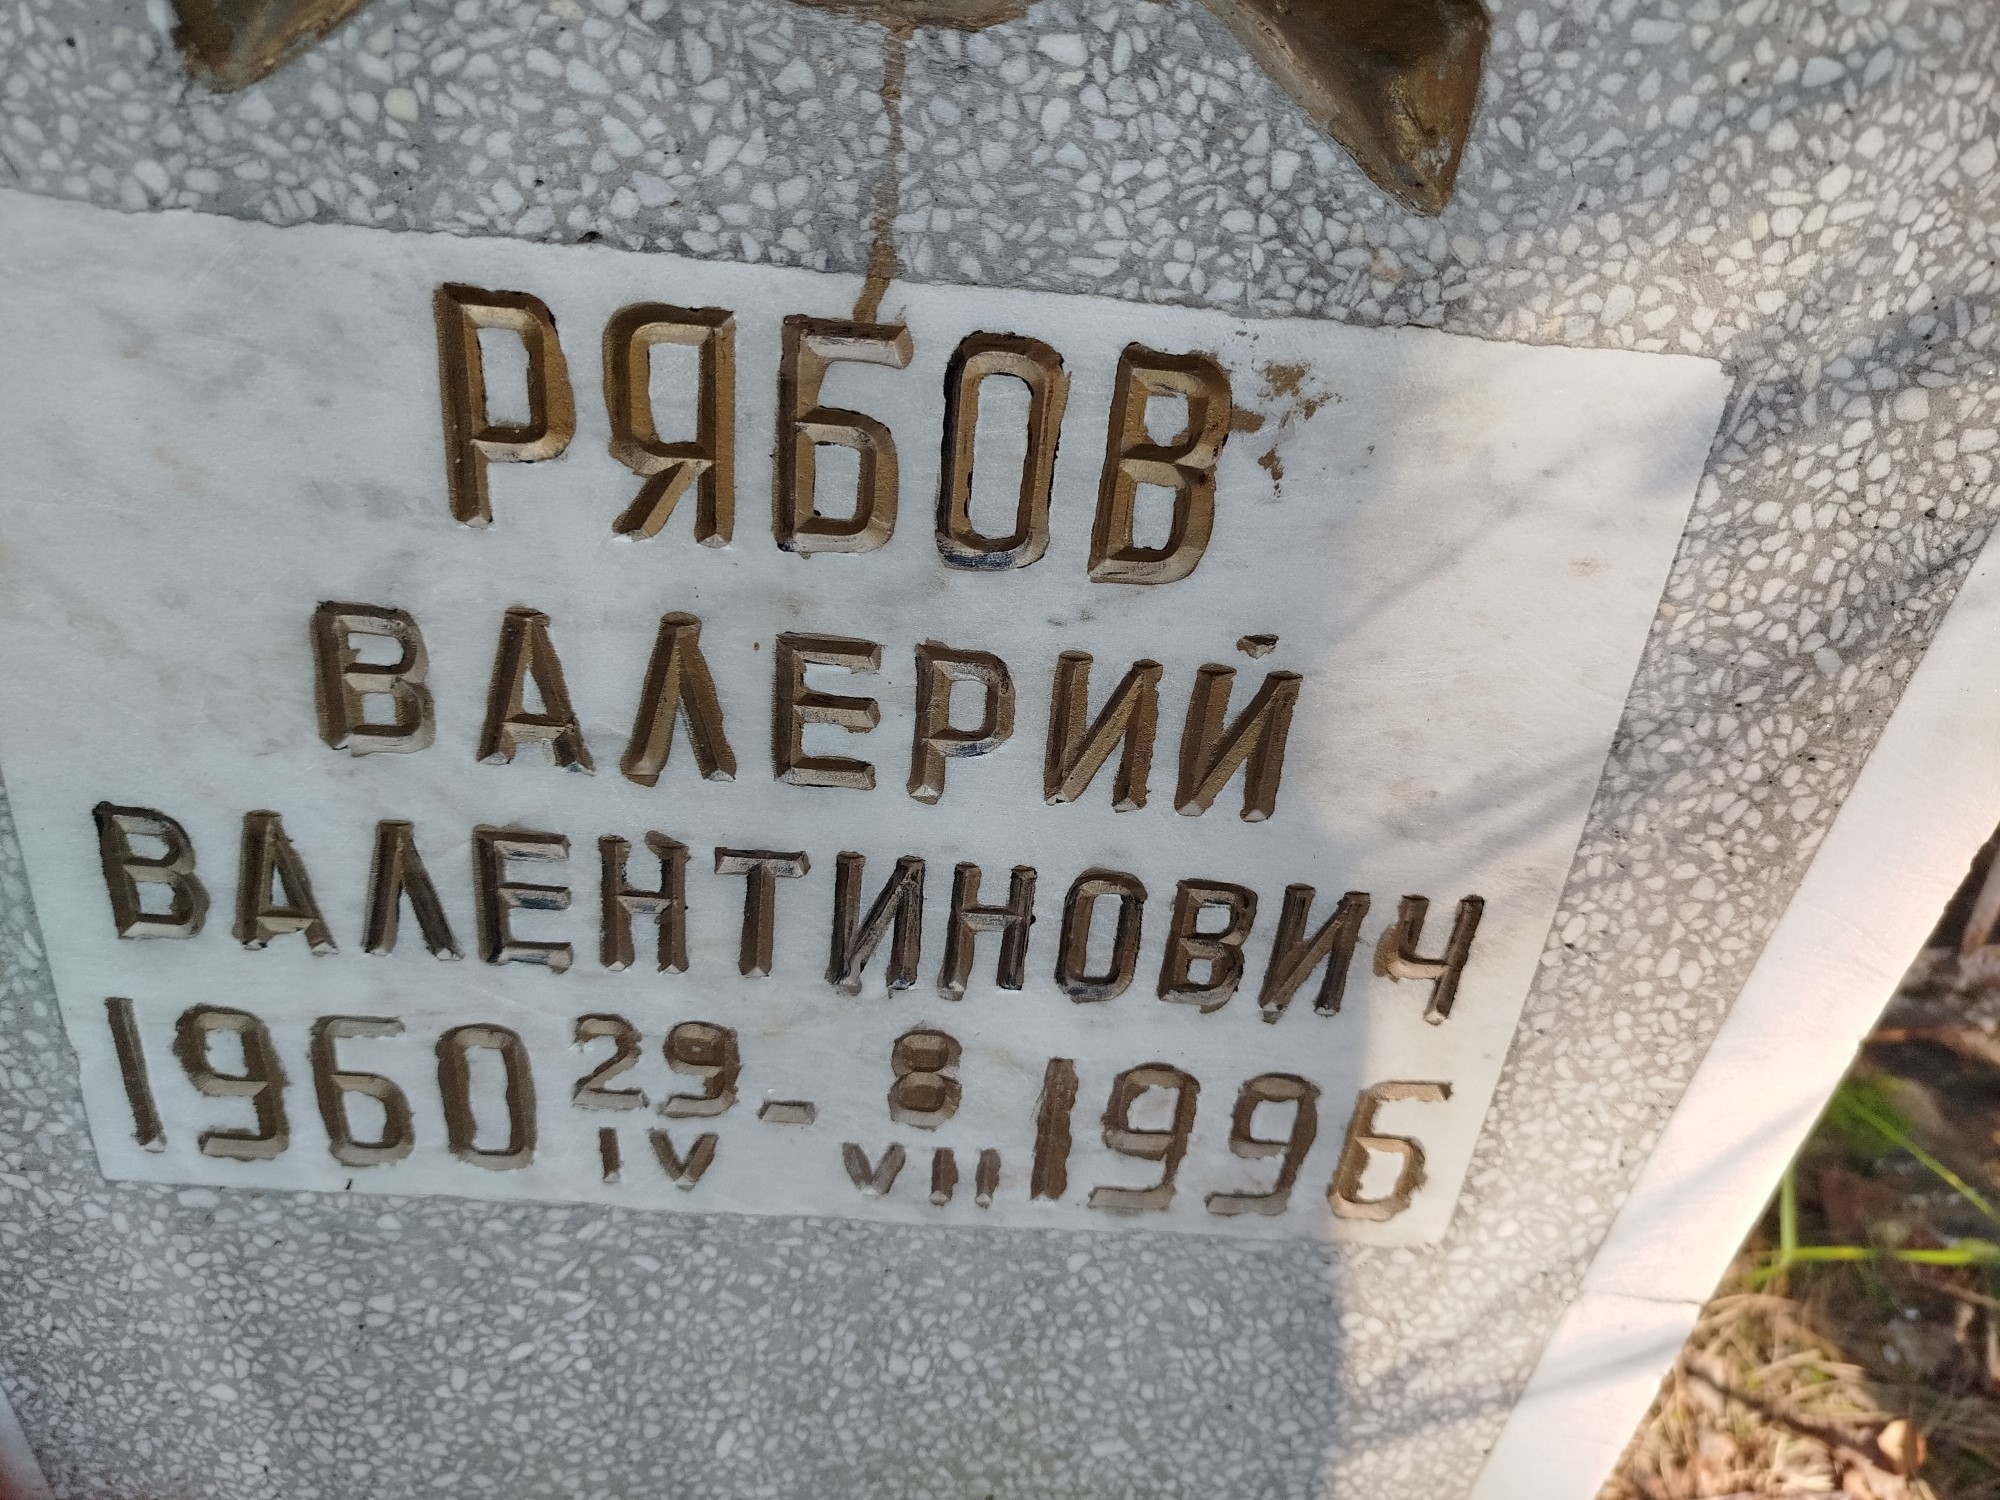 РЯБОВ
ВАЛЕРИЙ
ВАЛЕНТИНОВИЧ
1960 29/IV - 8/VII 1996